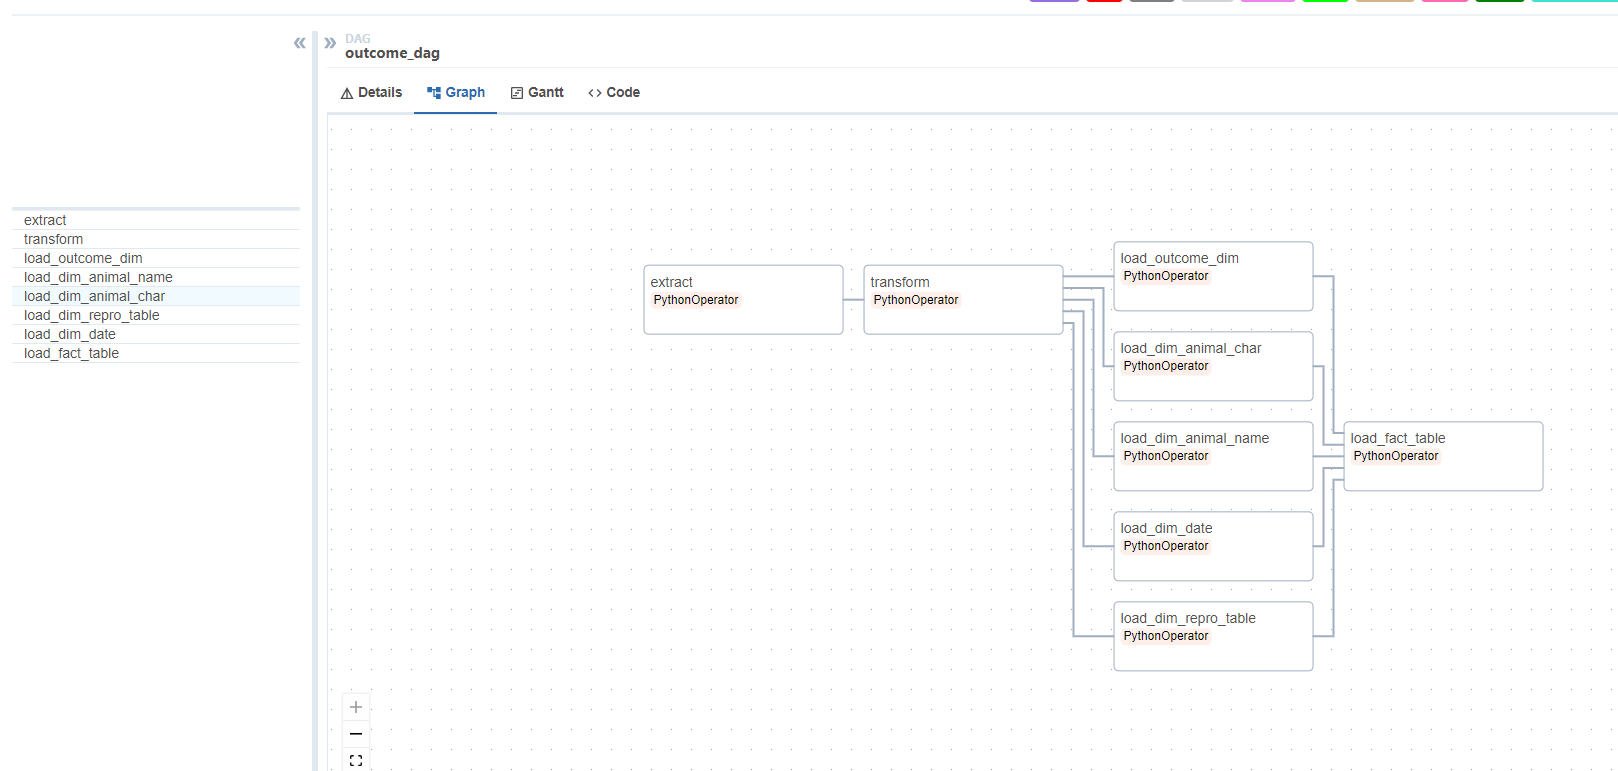 DAG
outcome_dag
Details
Graph
Gantt
Code
extract
transform
load_outcome_dim
load_dim_animal_name
load_dim_animal_char
load_dim_repro_table
load_dim_date
load_fact_table
extract
PythonOperator
transform
PythonOperator
load_outcome_dim
PythonOperator
load_dim_animal_char
PythonOperator
load_dim_animal_name
PythonOperator
load_dim_date
PythonOperator
load_dim_repro_table
PythonOperator
load_fact_table
PythonOperator